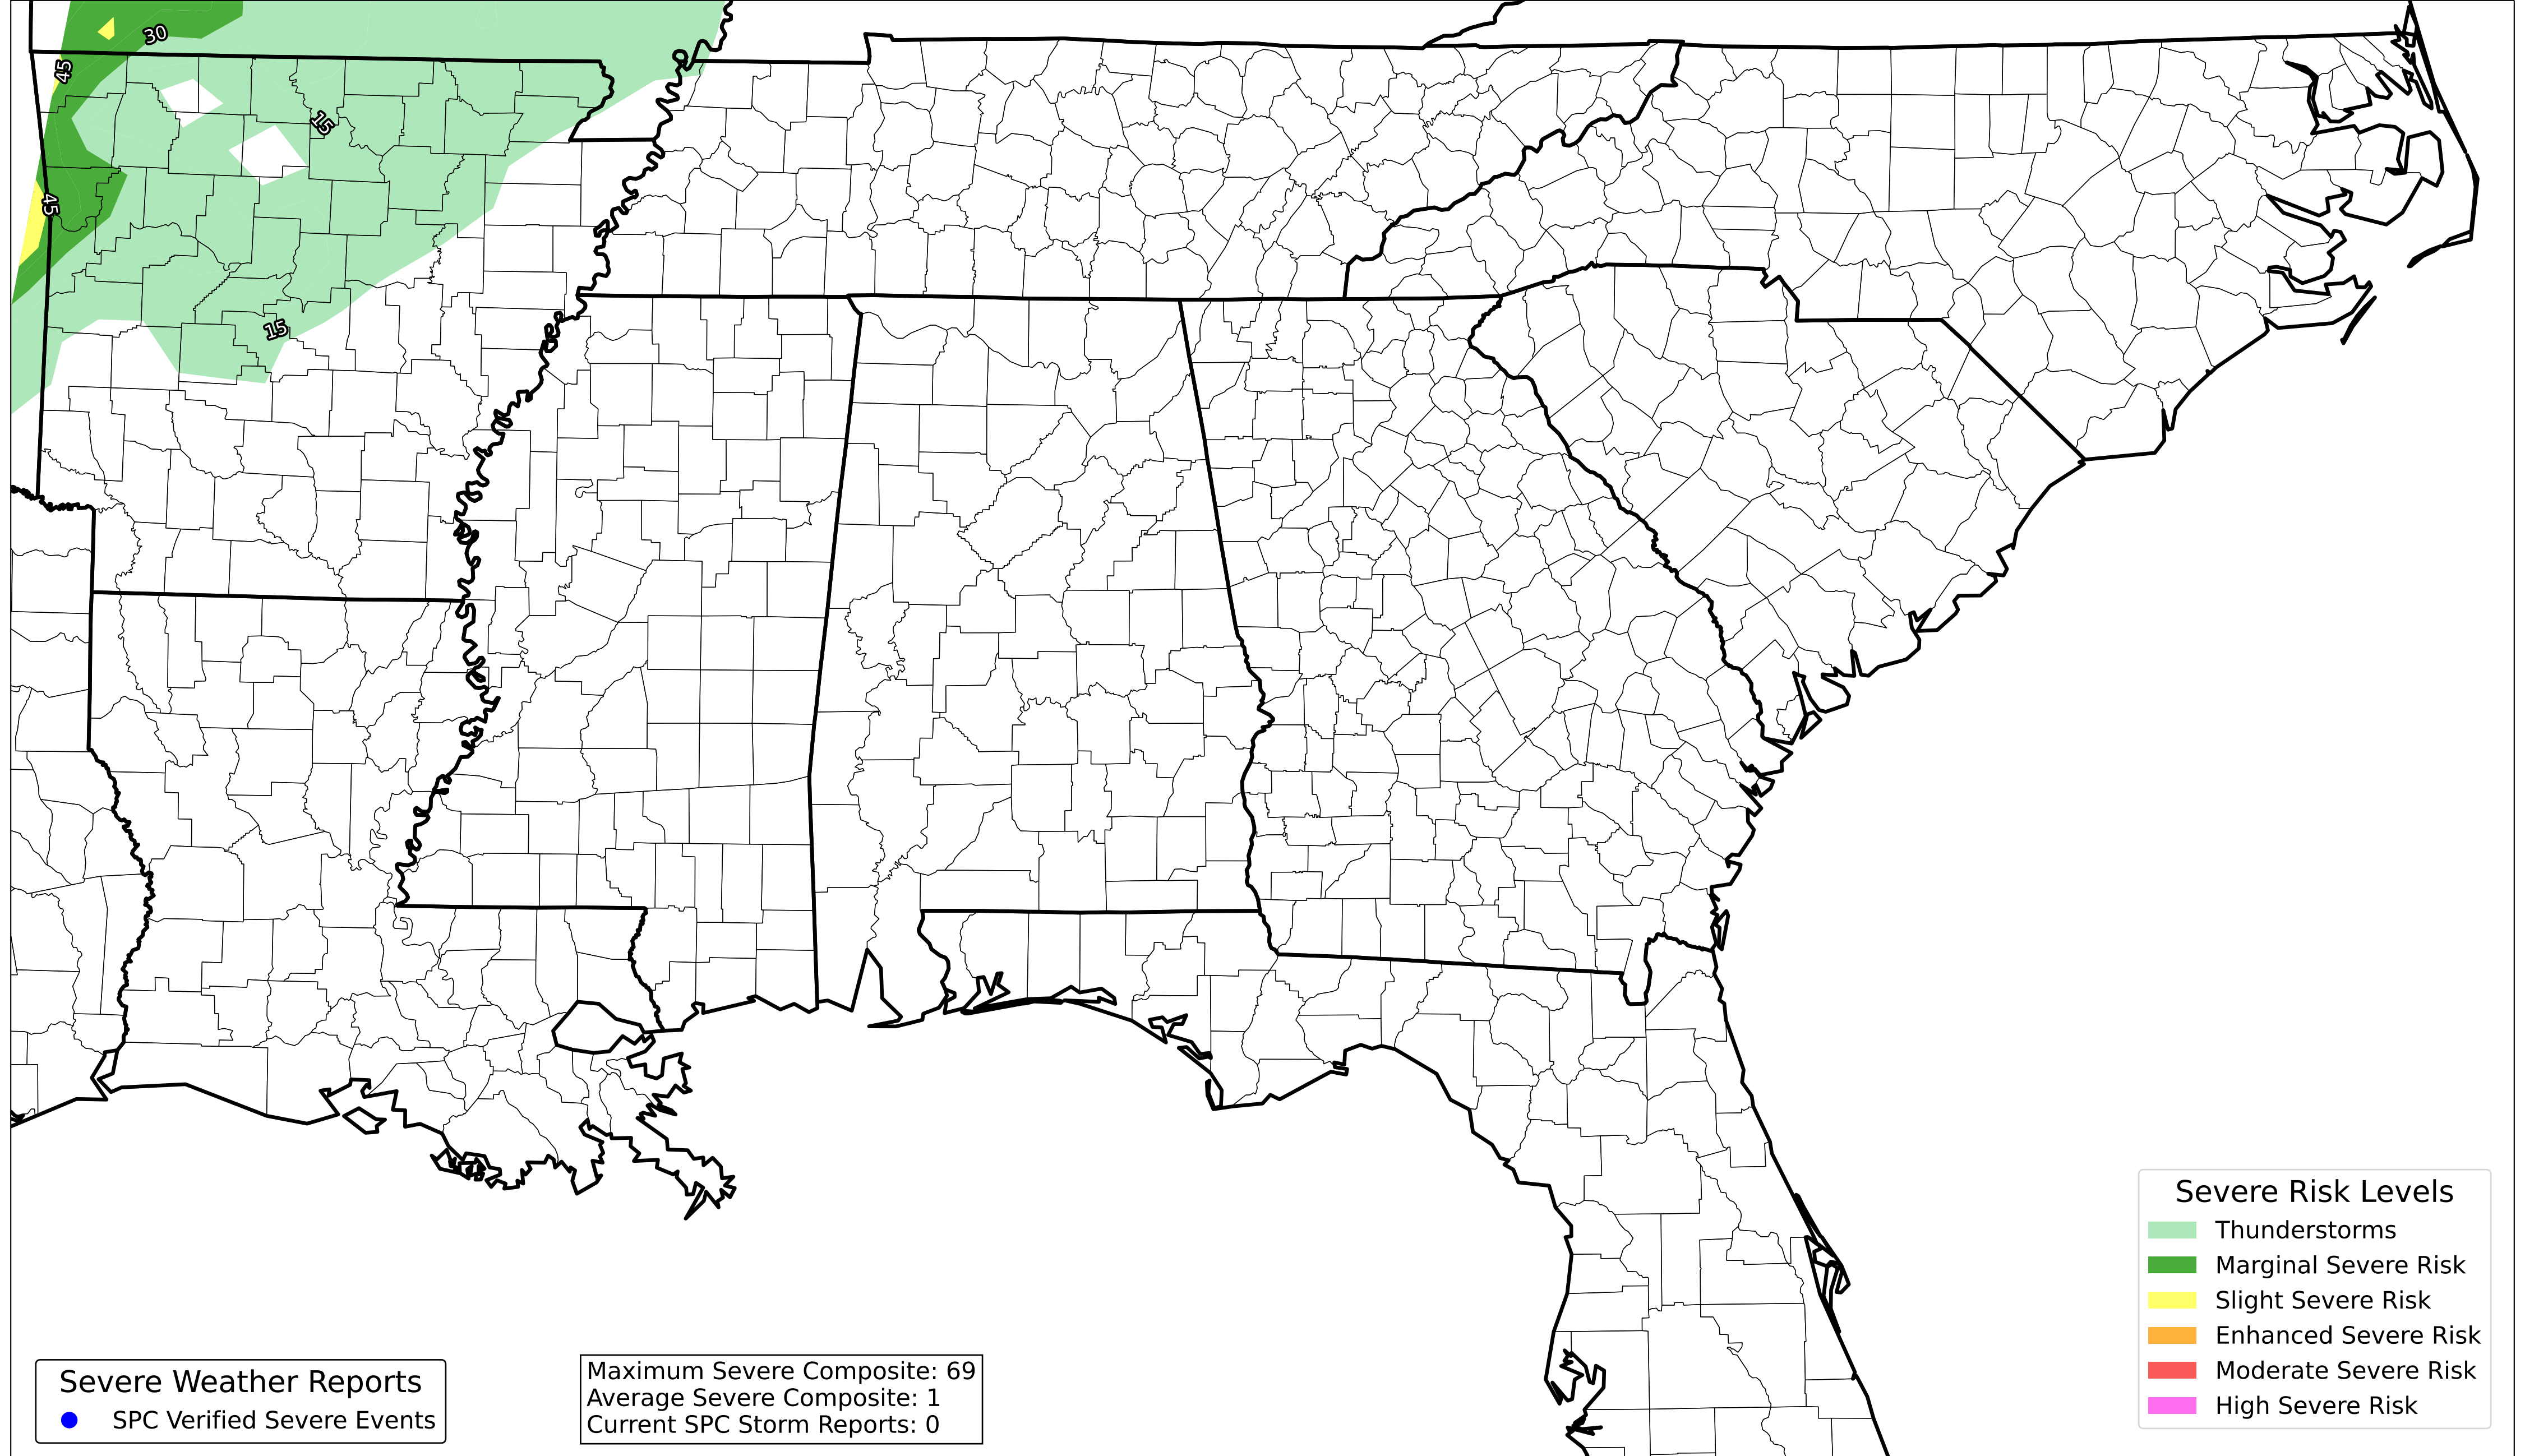 30
45
15
45
15
Severe Risk Levels
Thunderstorms
Marginal Severe Risk
Slight Severe Risk
Enhanced Severe Risk
Moderate Severe Risk
High Severe Risk
Severe Weather Reports
SPC Verified Severe Events
Maximum Severe Composite: 69
Average Severe Composite: 1
Current SPC Storm Reports: 0